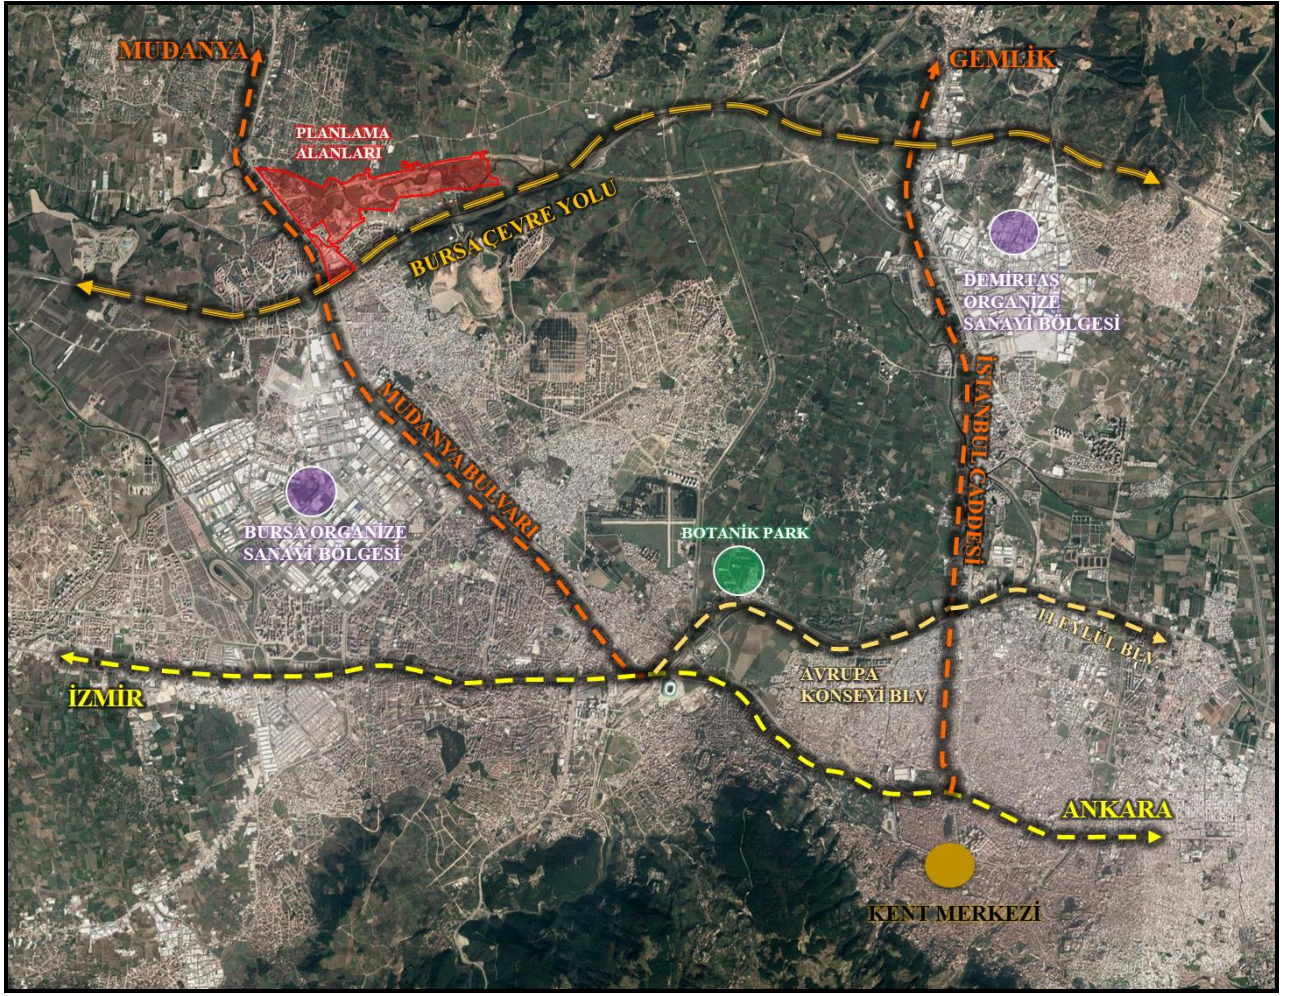 MUDANYA
GEMLİK
PLANLAMA
ALANLARI
BURSA ÇEVRE YOLU
DEMİRTAŞ
ORGANİZE
SANAYİ BÖLGESİ
MUDANYA BULVARI
İSTANBUL CADDDESİ
BURSA ORGANİZE
SANAYİ BÖLGESİ
BOTANİK PARK
11 EYLÜL BLV
AVRUPA
KONSEYİ BLV
İZMİR
ANKARA
KENT MERKEZİ